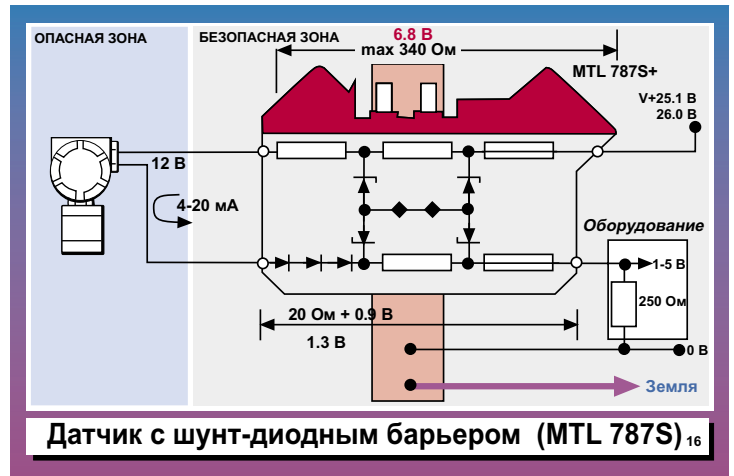 ОПАСНАЯ ЗОНА
БЕЗОПАСНАЯ ЗОНА
6.8 В
max 340 Ом
MTL 787S+
V+25.1 В
26.0 В
12 В
4-20 мА
Оборудование
1-5 В
250 Ом
20 Ом + 0.9 В
1.3 В
0 В
Земля
Датчик с шунт-диодным барьером (MTL 787S) 16